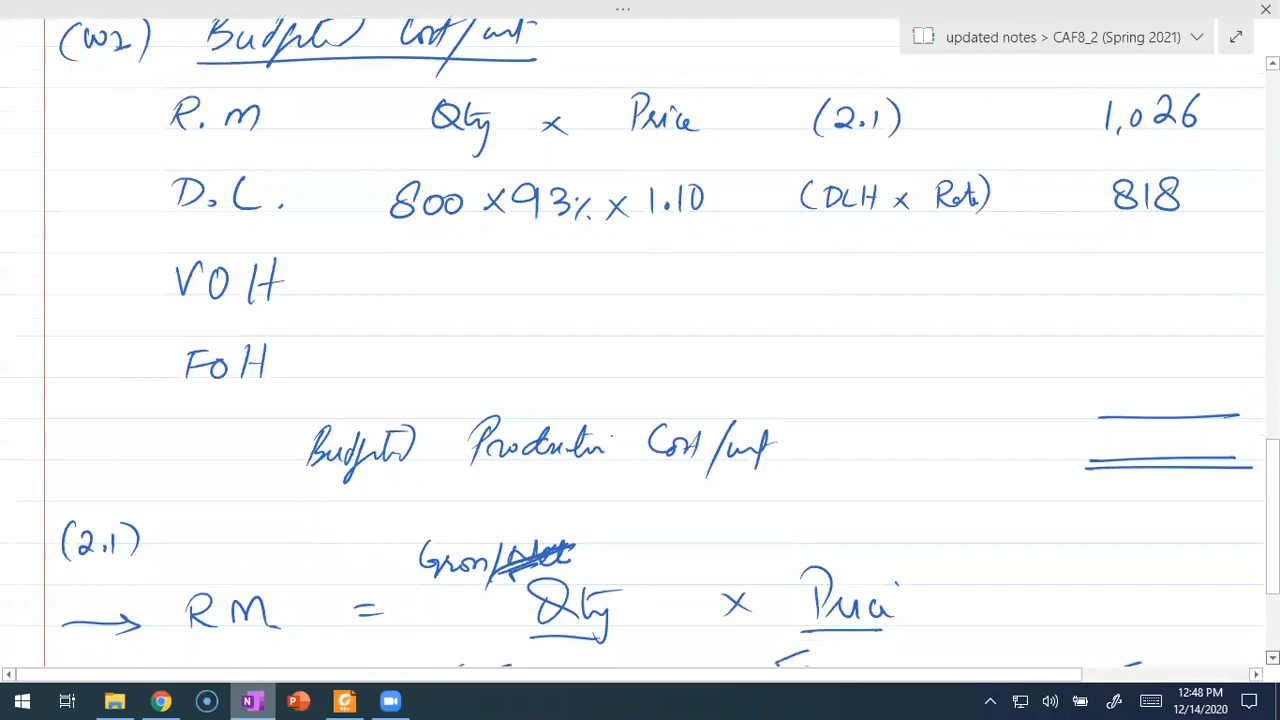 updated notes > CAF8_2 (Spring 2021)
(W2) Budgeted Cost/unit
R.M Qty × Price (2.1) 1,026
D.L. 800 × 93% × 1.10 (DLH × Rate) 818
VOH
FOH
Budgeted Production Cost/unit
(2.1)
Gross/
RM = Qty × Price
12:48 PM
12/14/2020